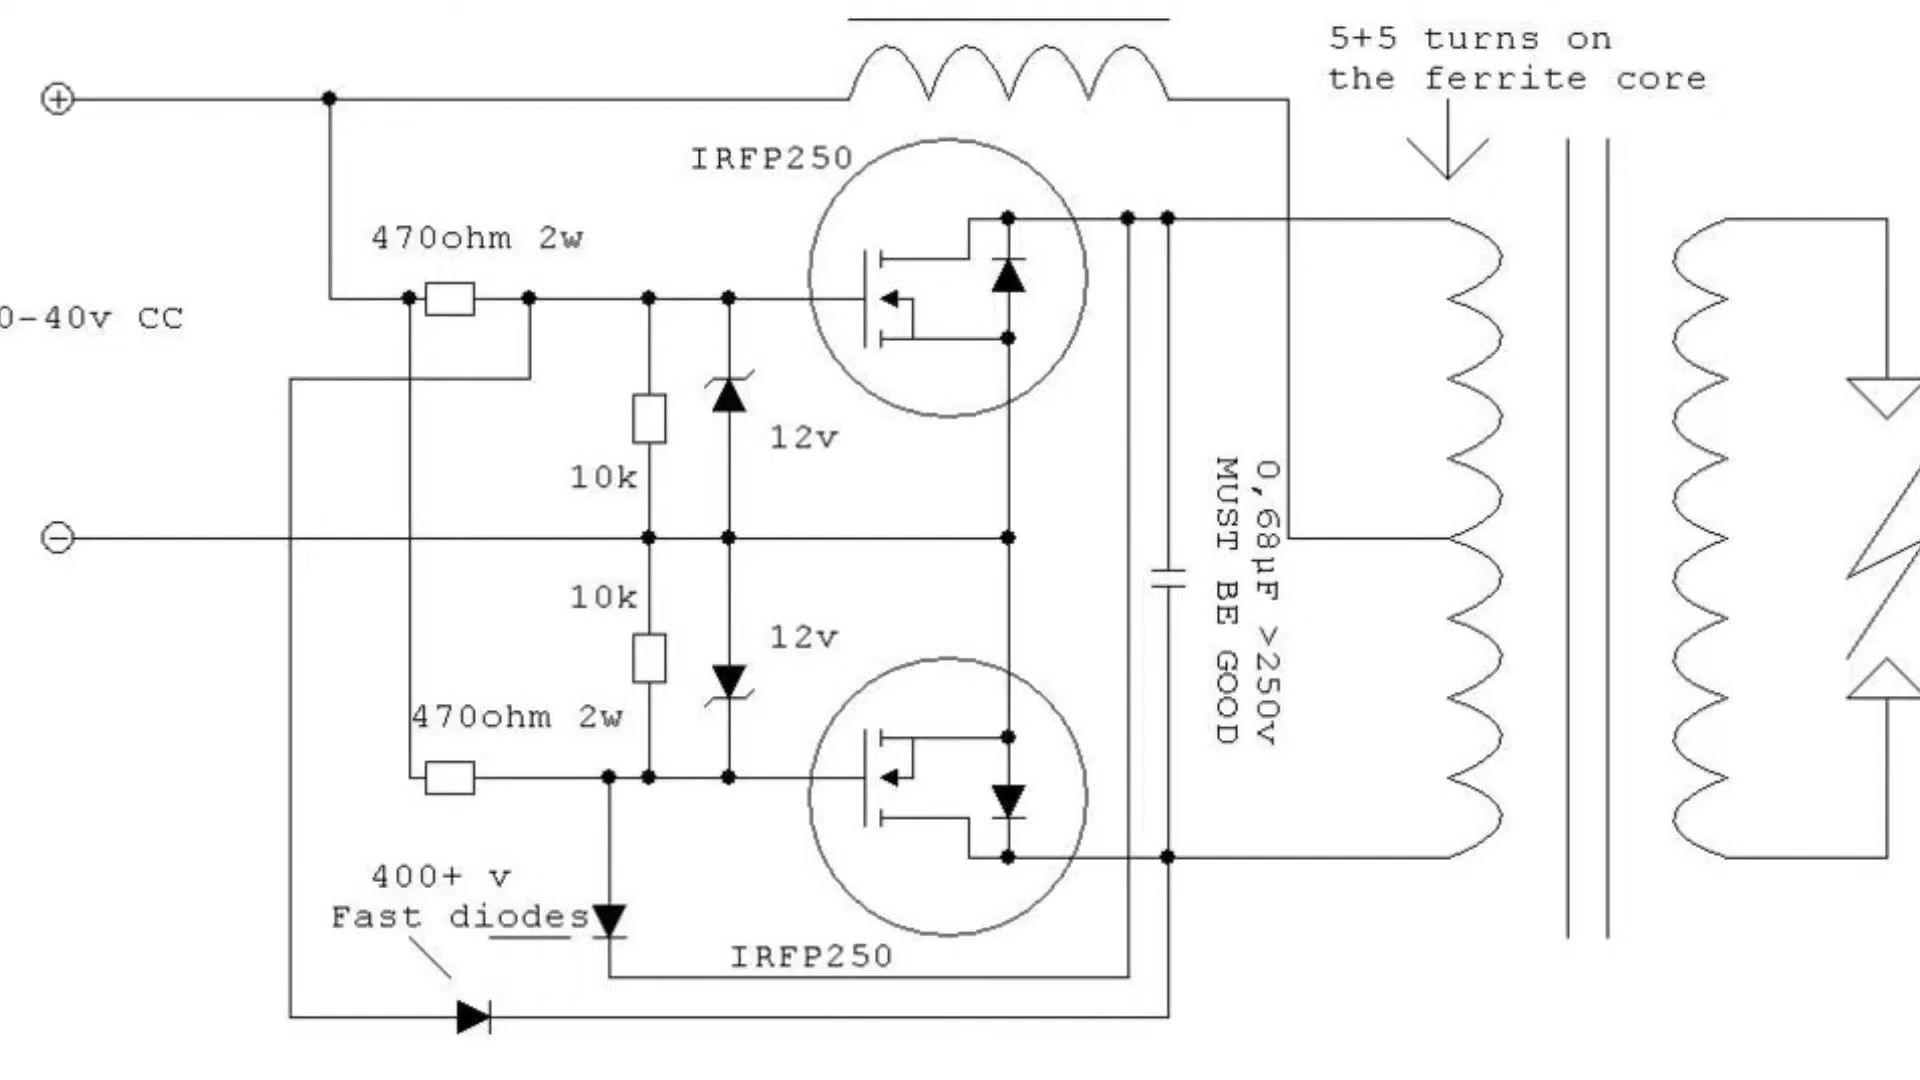 5+5 turns on
the ferrite core
IRFP250
470ohm 2w
0-40v CC
12v
10k
0,68µF >250v
MUST BE GOOD
10k
12v
470ohm 2w
400+ v
Fast diodes
IRFP250